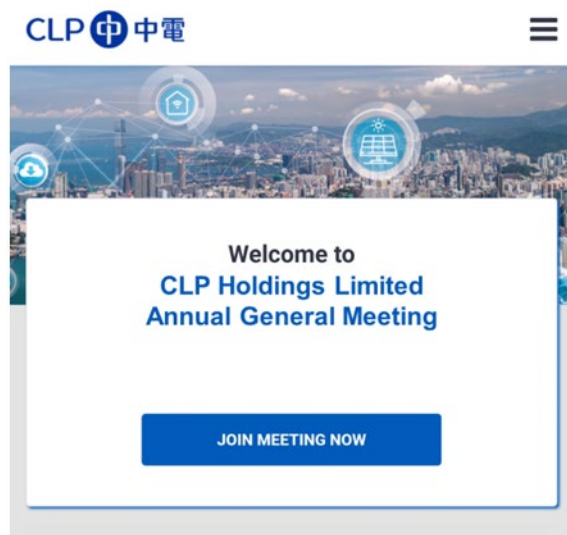 CLP 中電
Welcome to
CLP Holdings Limited
Annual General Meeting
JOIN MEETING NOW